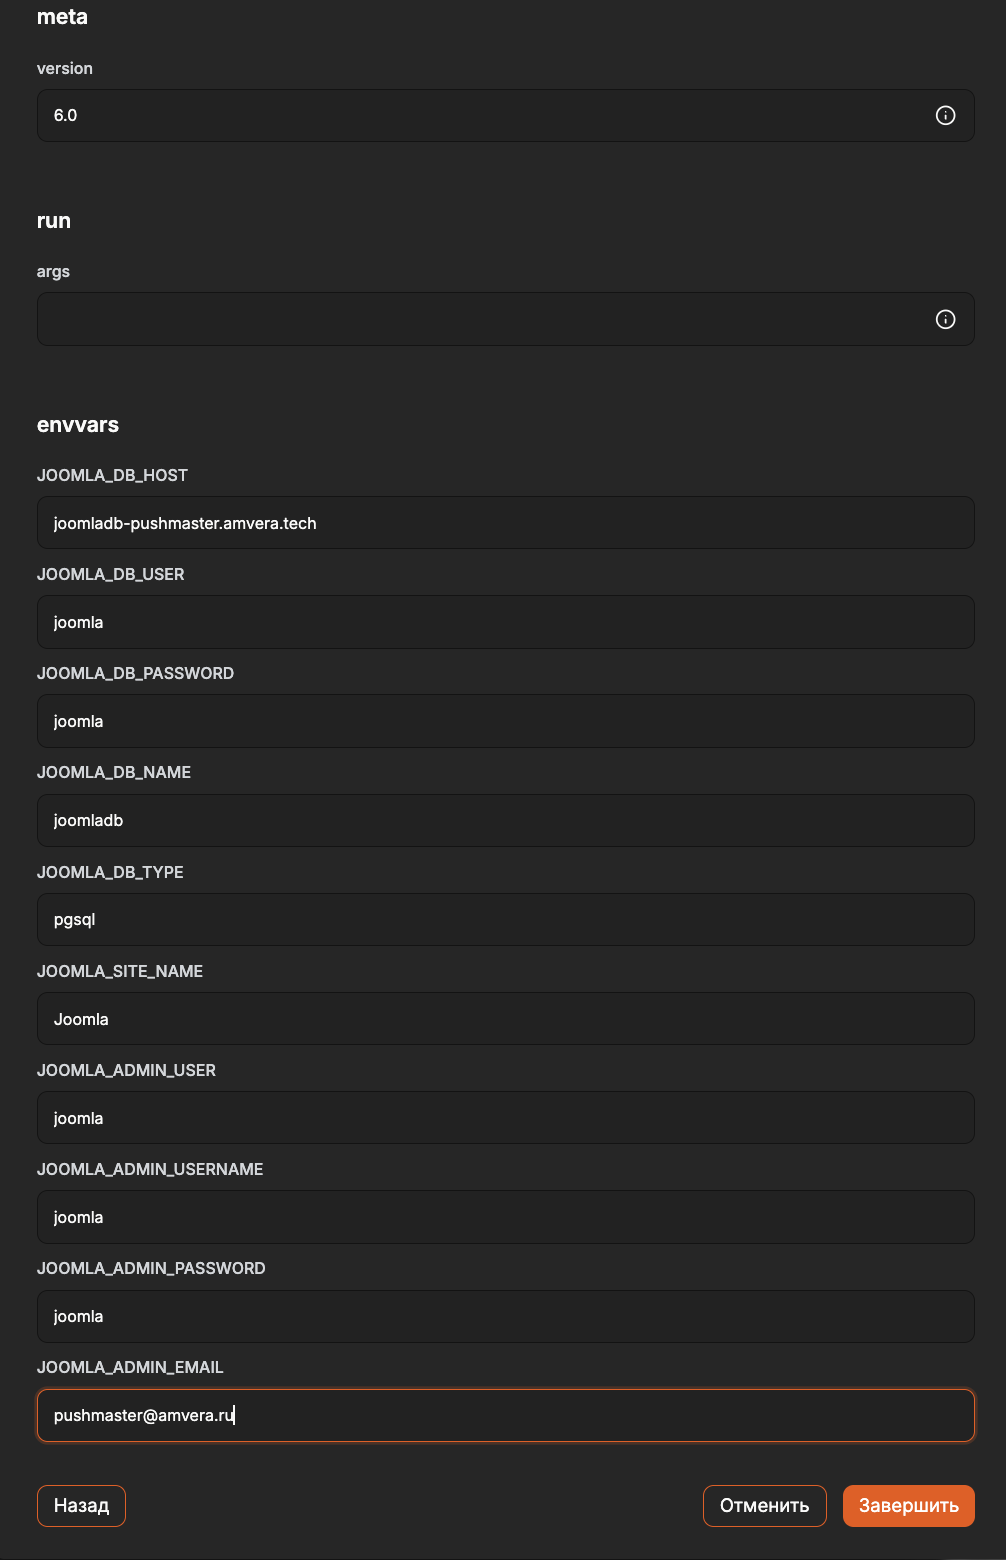 meta
version
6.0
run
args
envvars
JOOMLA_DB_HOST
joomladb-pushmaster.amvera.tech
JOOMLA_DB_USER
joomla
JOOMLA_DB_PASSWORD
joomla
JOOMLA_DB_NAME
joomladb
JOOMLA_DB_TYPE
pgsql
JOOMLA_SITE_NAME
Joomla
JOOMLA_ADMIN_USER
joomla
JOOMLA_ADMIN_USERNAME
joomla
JOOMLA_ADMIN_PASSWORD
joomla
JOOMLA_ADMIN_EMAIL
pushmaster@amvera.ru
Назад Отменить Завершить